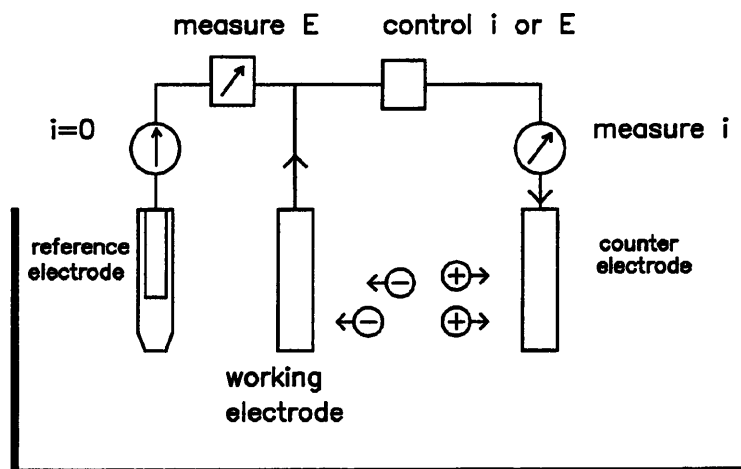 measure E
control i or E
i=0
measure i
reference
electrode
counter
electrode
− +
− +
working
electrode